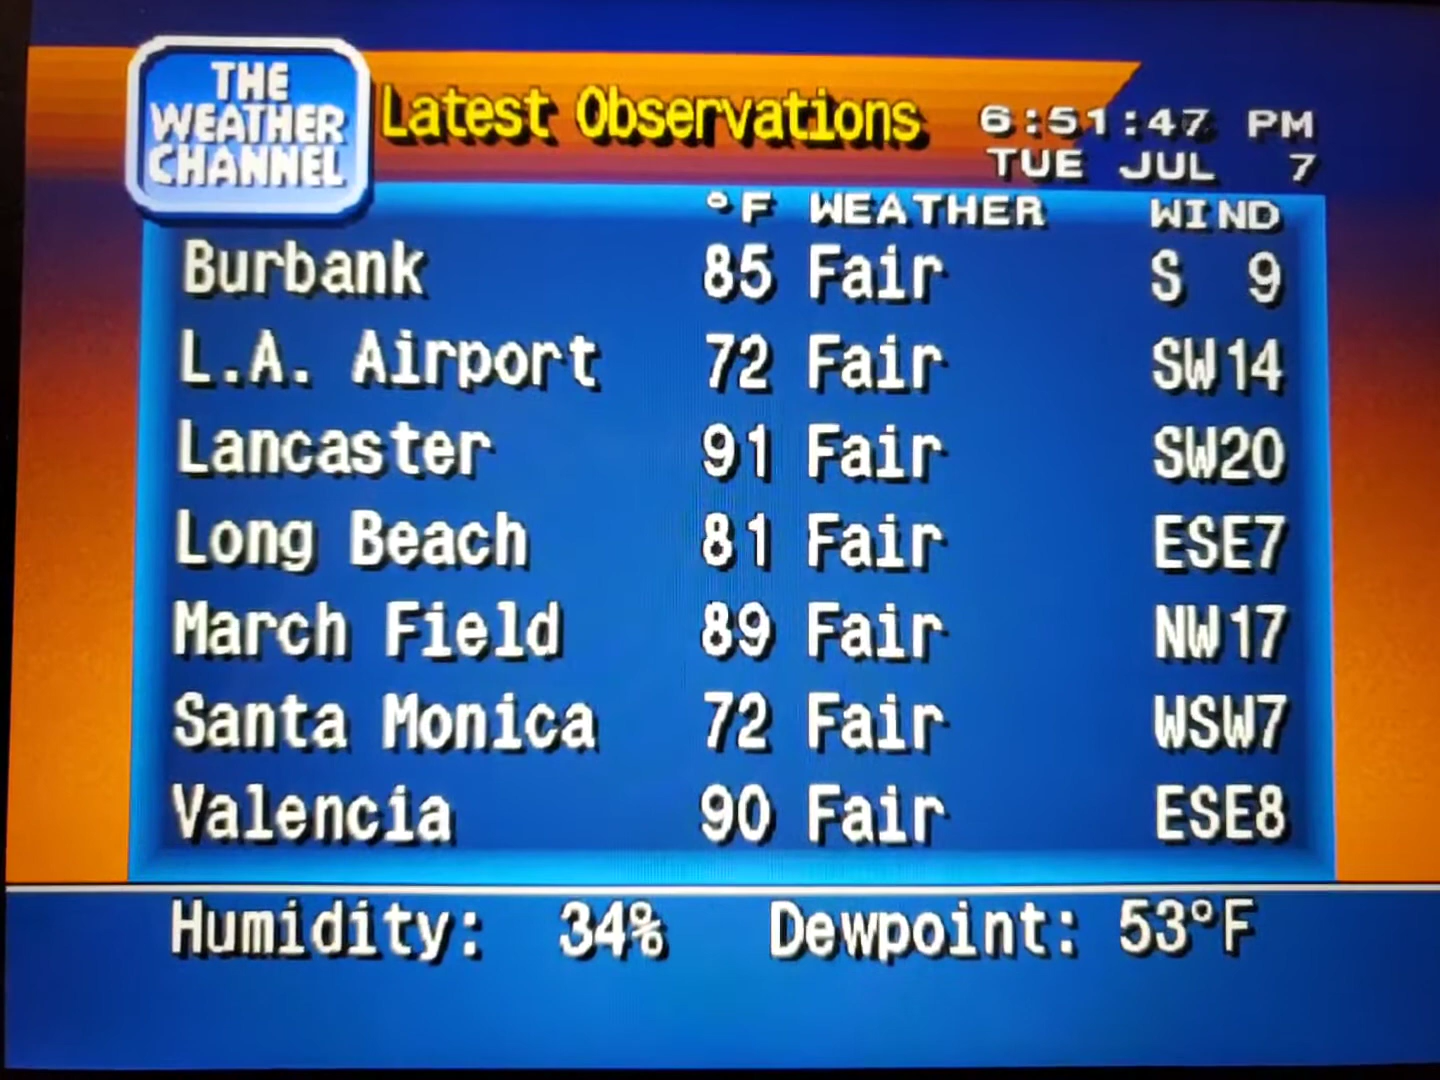 THE
WEATHER
CHANNEL
Latest Observations
6:51:47 PM
TUE JUL 7
°F WEATHER WIND
Burbank 85 Fair S 9
L.A. Airport 72 Fair SW14
Lancaster 91 Fair SW20
Long Beach 81 Fair ESE7
March Field 89 Fair NW17
Santa Monica 72 Fair WSW7
Valencia 90 Fair ESE8
Humidity: 34% Dewpoint: 53°F